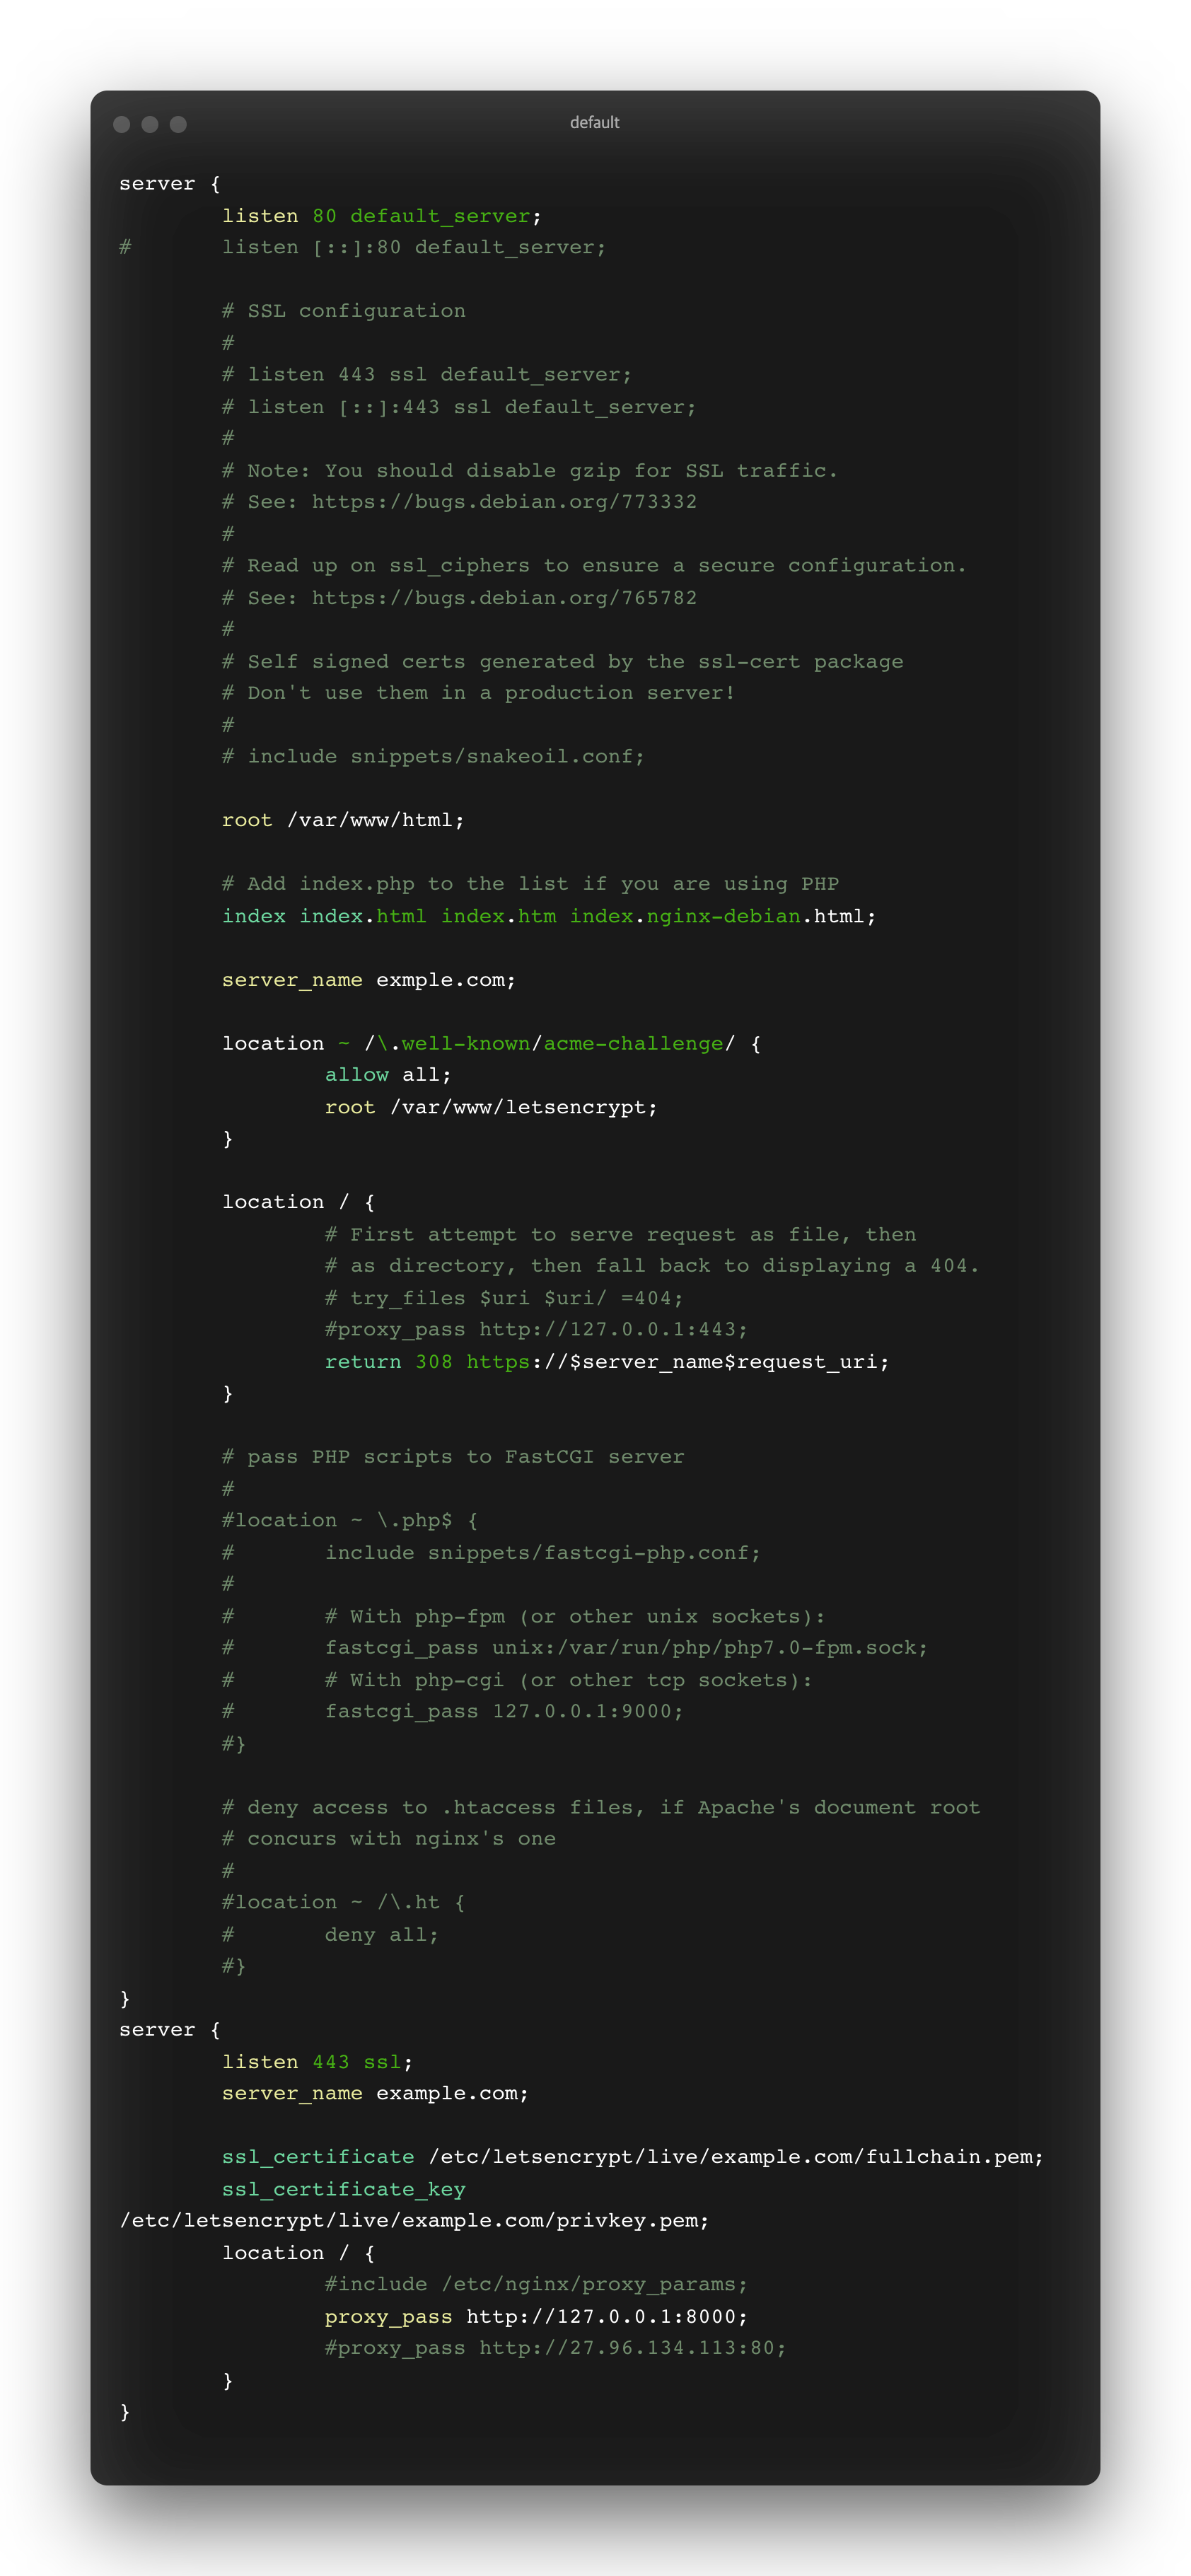 default
server {
        listen 80 default_server;
#       listen [::]:80 default_server;

        # SSL configuration
        #
        # listen 443 ssl default_server;
        # listen [::]:443 ssl default_server;
        #
        # Note: You should disable gzip for SSL traffic.
        # See: https://bugs.debian.org/773332
        #
        # Read up on ssl_ciphers to ensure a secure configuration.
        # See: https://bugs.debian.org/765782
        #
        # Self signed certs generated by the ssl-cert package
        # Don't use them in a production server!
        #
        # include snippets/snakeoil.conf;

        root /var/www/html;

        # Add index.php to the list if you are using PHP
        index index.html index.htm index.nginx-debian.html;

        server_name exmple.com;

        location ~ /\.well-known/acme-challenge/ {
                allow all;
                root /var/www/letsencrypt;
        }

        location / {
                # First attempt to serve request as file, then
                # as directory, then fall back to displaying a 404.
                # try_files $uri $uri/ =404;
                #proxy_pass http://127.0.0.1:443;
                return 308 https://$server_name$request_uri;
        }

        # pass PHP scripts to FastCGI server
        #
        #location ~ \.php$ {
        #       include snippets/fastcgi-php.conf;
        #
        #       # With php-fpm (or other unix sockets):
        #       fastcgi_pass unix:/var/run/php/php7.0-fpm.sock;
        #       # With php-cgi (or other tcp sockets):
        #       fastcgi_pass 127.0.0.1:9000;
        #}

        # deny access to .htaccess files, if Apache's document root
        # concurs with nginx's one
        #
        #location ~ /\.ht {
        #       deny all;
        #}
}
server {
        listen 443 ssl;
        server_name example.com;

        ssl_certificate /etc/letsencrypt/live/example.com/fullchain.pem;
        ssl_certificate_key
/etc/letsencrypt/live/example.com/privkey.pem;
        location / {
                #include /etc/nginx/proxy_params;
                proxy_pass http://127.0.0.1:8000;
                #proxy_pass http://27.96.134.113:80;
        }
}